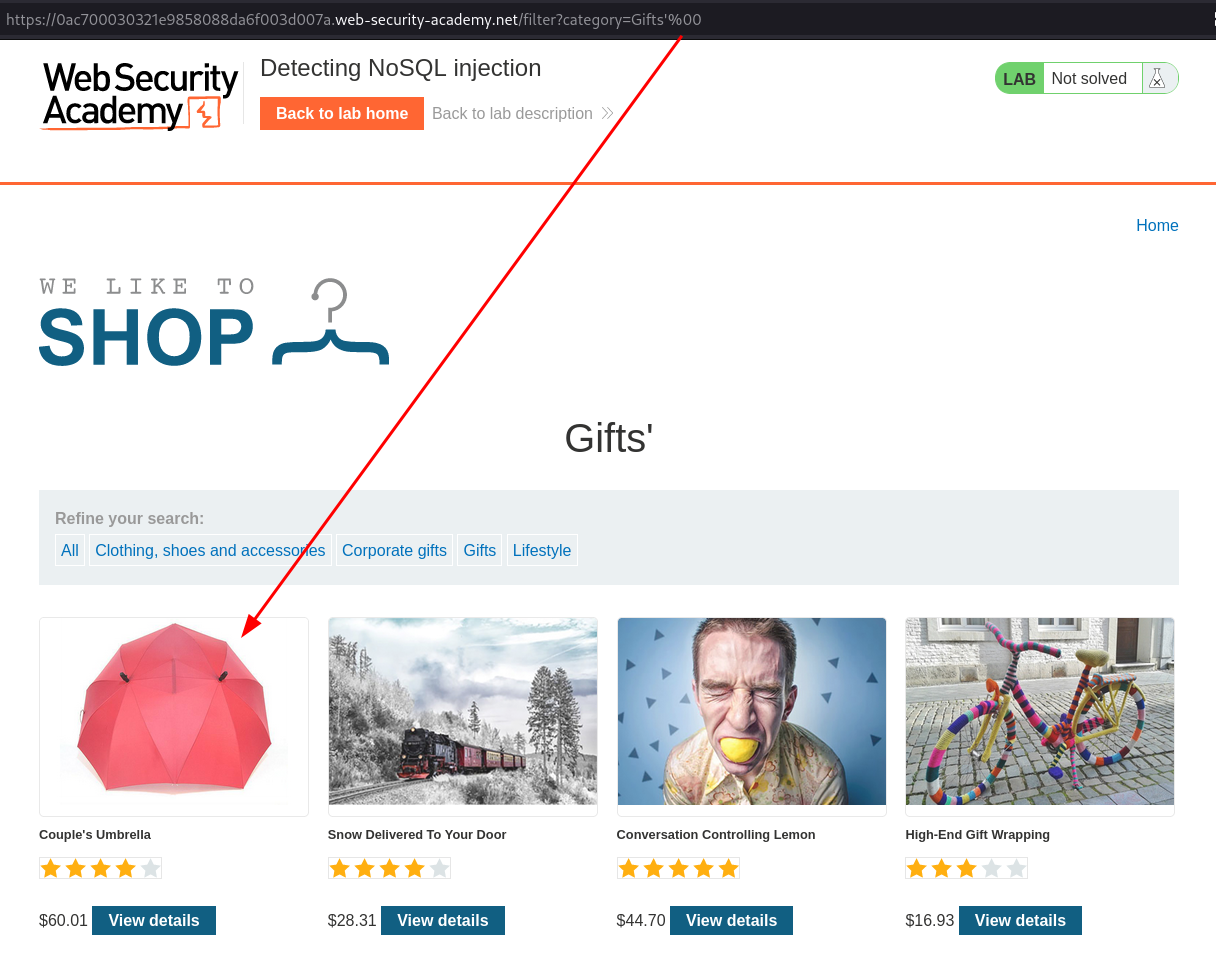 https://0ac700030321e9858088da6f003d007a.web-security-academy.net/filter?category=Gifts'%00
Web Security
Academy
Detecting NoSQL injection
Back to lab home
Back to lab description
LAB
Not solved
Home
WE LIKE TO
SHOP
Gifts'
Refine your search:
All Clothing, shoes and accessories Corporate gifts Gifts Lifestyle
Couple's Umbrella
Snow Delivered To Your Door
Conversation Controlling Lemon
High-End Gift Wrapping
$60.01 View details
$28.31 View details
$44.70 View details
$16.93 View details